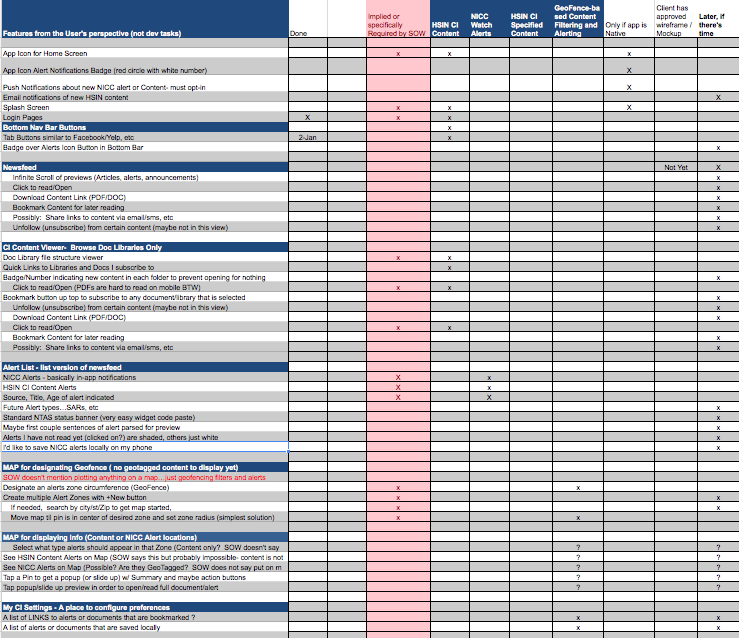 Features from the User's perspective (not dev tasks) Done Implied or specifically Required by SOW HSIN CI Content NICC Watch Alerts HSIN CI Specified Content GeoFence-based Content Filtering and Alerting Only if app is Native Client has approved wireframe / Mockup Later, if there's time
App Icon for Home Screen x x x
App Icon Alert Notifications Badge (red circle with white number) X
Push Notifications about new NICC alert or Content- must opt-in X
Email notifications of new HSIN content X
Splash Screen x x X
Login Pages X x x
Bottom Nav Bar Buttons x
Tab Buttons similar to Facebook/Yelp, etc 2-Jan x
Badge over Alerts Icon Button in Bottom Bar x
Newsfeed Not Yet X
Infinite Scroll of previews (Articles, alerts, announcements) x
Click to read/Open x
Download Content Link (PDF/DOC) x
Bookmark Content for later reading x
Possibly: Share links to content via email/sms, etc x
Unfollow (unsubscribe) from certain content (maybe not in this view) x
CI Content Viewer- Browse Doc Libraries Only
Doc Library file structure viewer x x
Quick Links to Libraries and Docs I subscribe to x
Badge/Number indicating new content in each folder to prevent opening for nothing x
Click to read/Open (PDFs are hard to read on mobile BTW) x x
Bookmark button up top to subscribe to any document/library that is selected x
Unfollow (unsubscribe) from certain content (maybe not in this view) x
Download Content Link (PDF/DOC) x
Click to read/Open x x
Bookmark Content for later reading x
Possibly: Share links to content via email/sms, etc x
Alert List - list version of newsfeed
NICC Alerts - basically in-app notifications X x
HSIN CI Content Alerts X x
Source, Title, Age of alert indicated X X
Future Alert types...SARs, etc x
Standard NTAS status banner (very easy widget code paste) x
Maybe first couple sentences of alert parsed for preview x
Alerts I have not read yet (clicked on?) are shaded, others just white x
I'd like to save NICC alerts locally on my phone x
MAP for designating Geofence ( no geotagged content to display yet)
SOW doesn't mention plotting anything on a map...just geofencing filters and alerts
Designate an alerts zone circumference (GeoFence) x x
Create multiple Alert Zones with +New button x x
If needed, search by city/st/Zip to get map started, x x
Move map til pin is in center of desired zone and set zone radius (simplest solution) x x
MAP for displaying Info (Content or NICC Alert locations)
Select what type alerts should appear in that Zone (Content only? SOW doesn't say ? ?
See HSIN Content Alerts on Map (SOW says this but probably impossible- content is not ? ?
See NICC Alerts on Map (Possible? Are they GeoTagged? SOW does not say put on m ? ?
Tap a Pin to get a popup (or slide up) w/ Summary and maybe action buttons ? ?
Tap popup/slide up preview in order to open/read full document/alert ? ?
My CI Settings - A place to configure preferences
A list of LINKS to alerts or documents that are bookmarked ? x x
A list of alerts or documents that are saved locally x x